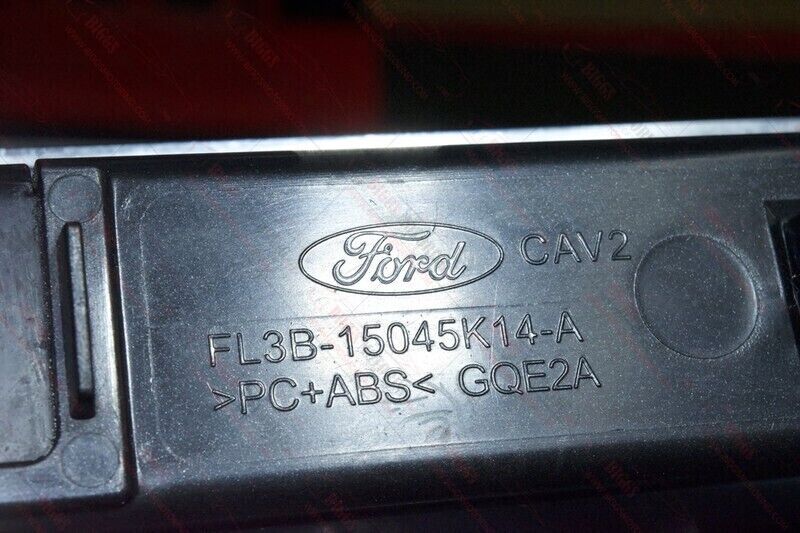 Ford CAV2
FL3B-15045K14-A
>PC+ABS< GQE2A